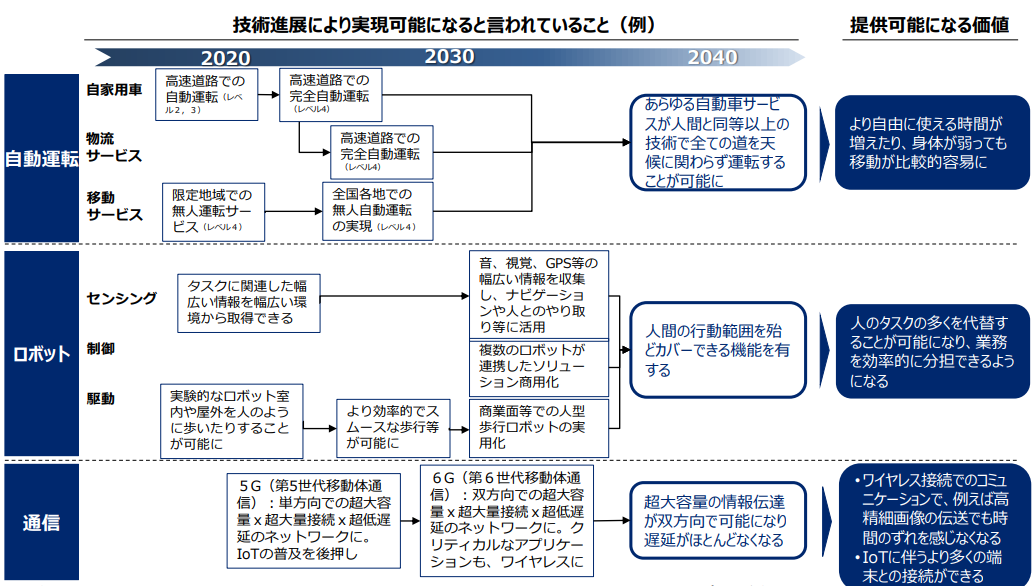 技術進展により実現可能になると言われていること（例）
提供可能になる価値
2020
2030
2040
自動運転
自家用車
高速道路での
自動運転（レベ
ル２，３）
高速道路での
完全自動運転
（レベル4）
物流
サービス
高速道路での
完全自動運転
（レベル4）
移動
サービス
限定地域での
無人運転サー
ビス（レベル４）
全国各地での
無人自動運転
の実現（レベル４）
あらゆる自動車サービ
スが人間と同等以上の
技術で全ての道を天
候に関わらず運転する
ことが可能に
より自由に使える時間が
増えたり、身体が弱っても
移動が比較的容易に
ロボット
センシング
タスクに関連した幅
広い情報を幅広い環
境から取得できる
音、視覚、GPS等の
幅広い情報を収集
し、ナビゲーショ
ンや人とのやり取
り等に活用
制御
複数のロボットが
連携したソリュー
ション商用化
駆動
実験的なロボット室
内や屋外を人のよう
に歩いたりすること
が可能に
より効率的でス
ムースな歩行等
が可能に
商業面等での人型
歩行ロボットの実
用化
人間の行動範囲を殆
どカバーできる機能を有
する
人のタスクの多くを代替す
ることが可能になり、業務
を効率的に分担できるよう
になる
通信
５G（第5世代移動体通
信）：単方向での超大容
量ｘ超大量接続ｘ超低遅
延のネットワークに。
IoTの普及を後押し
６G（第６世代移動体通
信）：双方向での超大容
量ｘ超大量接続ｘ超低遅
延のネットワークに。ク
リティカルなアプリケー
ションも、ワイヤレスに
超大容量の情報伝達
が双方向で可能になり
遅延がほとんどなくなる
・ワイヤレス接続でのコミュ
ニケーションで、例えば高
精細画像の伝送でも時
間のずれを感じなくなる
・IoTに伴うより多くの端
末との接続ができる